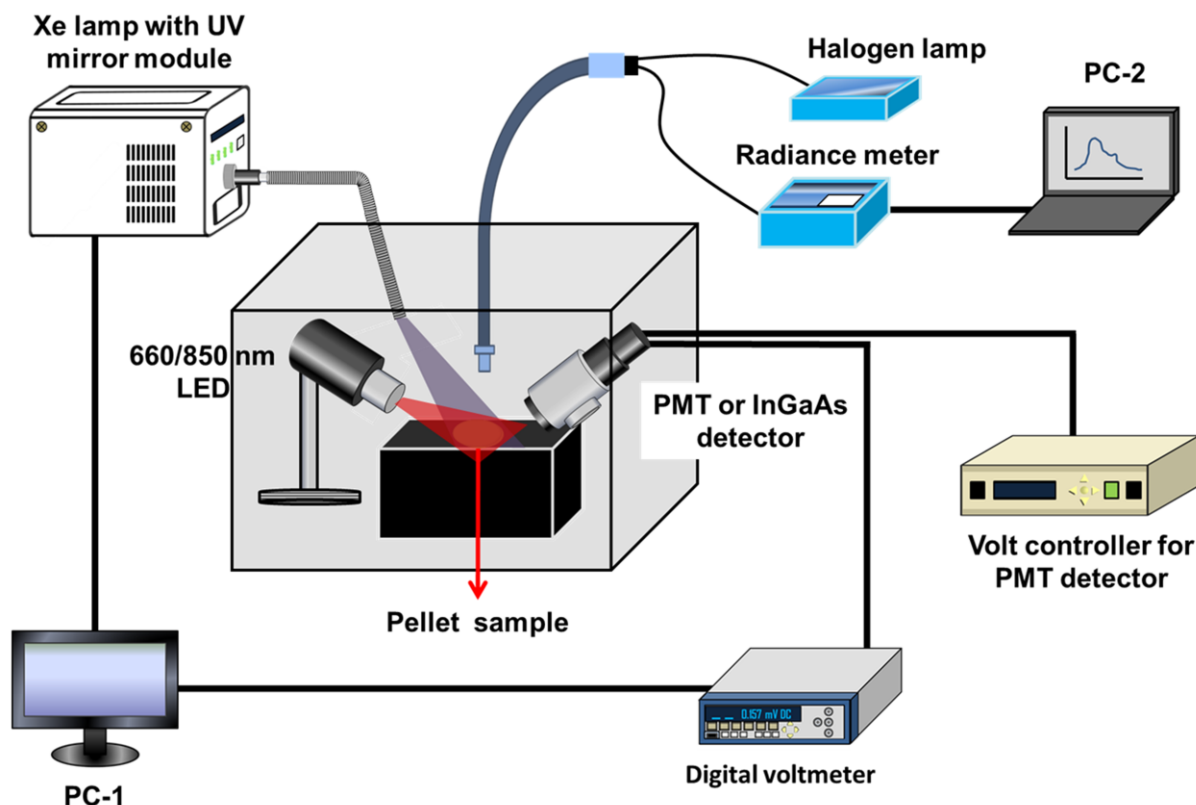 Xe lamp with UV
mirror module
Halogen lamp
PC-2
Radiance meter
660/850 nm
LED
PMT or InGaAs
detector
Volt controller for
PMT detector
Pellet sample
0.157 mV DC
Digital voltmeter
PC-1